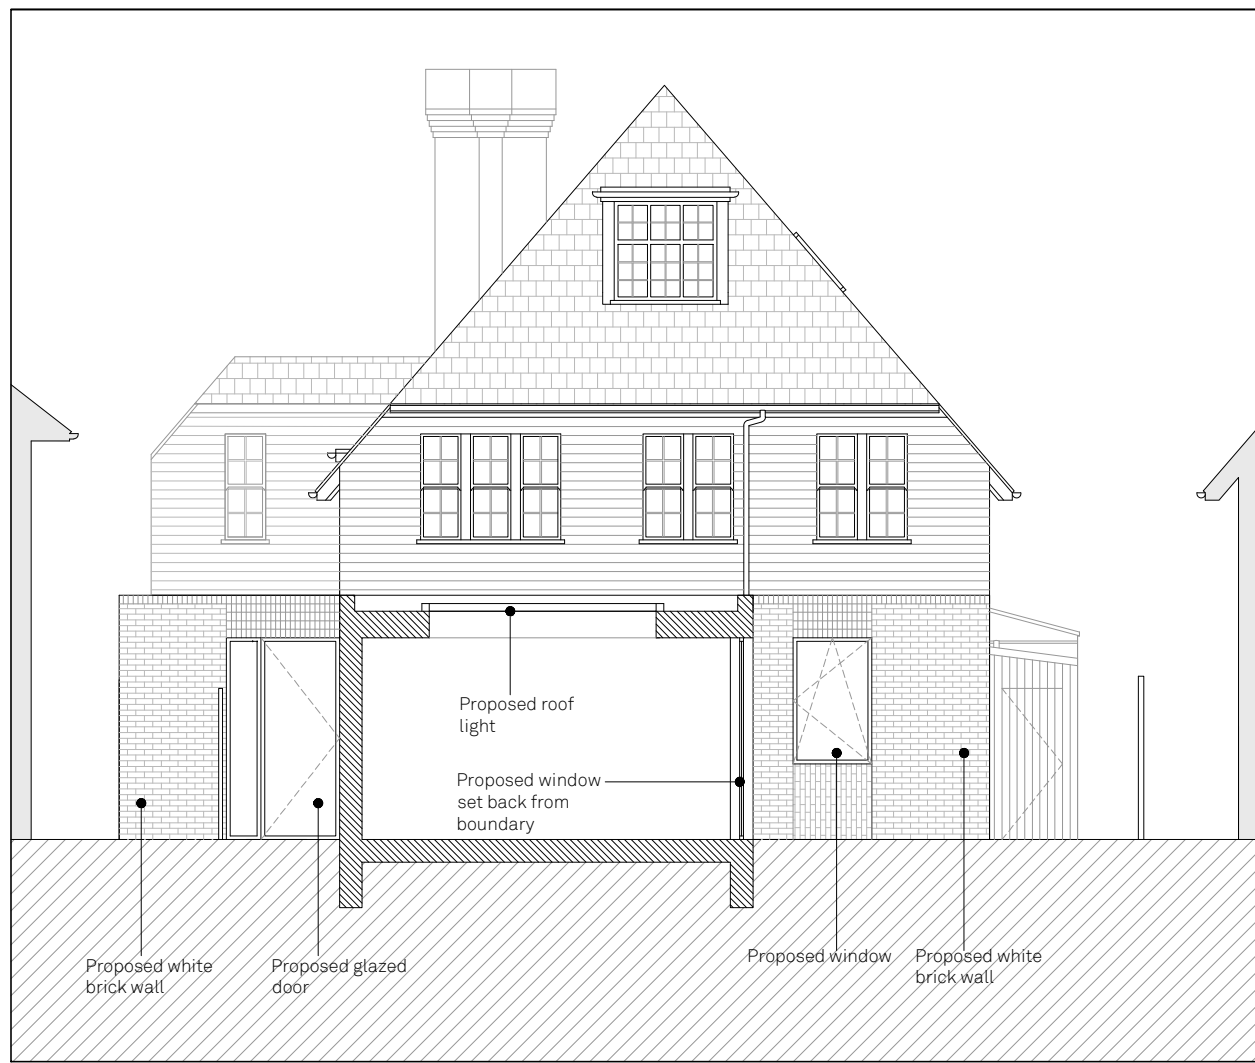 Proposed roof
light
Proposed window
set back from
boundary
Proposed white
brick wall
Proposed glazed
door
Proposed window
Proposed white
brick wall